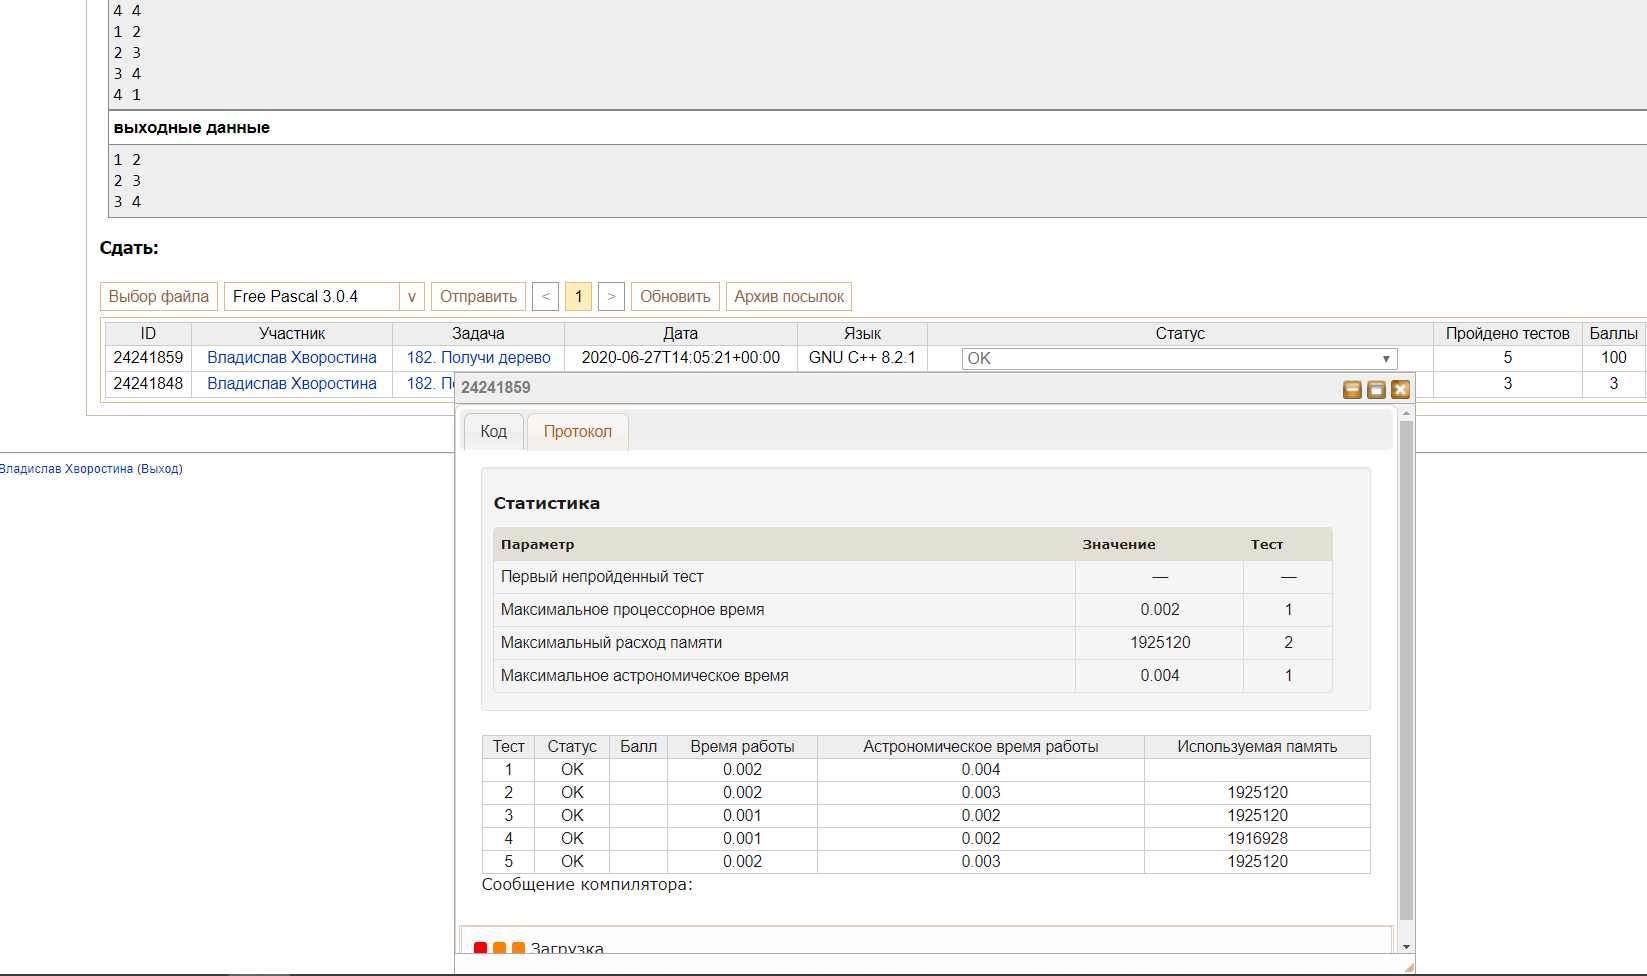 4 4
1 2
2 3
3 4
4 1
выходные данные
1 2
2 3
3 4
Сдать:
Выбор файла Free Pascal 3.0.4 v Отправить < 1 > Обновить Архив посылок
ID Участник Задача Дата Язык Статус Пройдено тестов Баллы
24241859 Владислав Хворостина 182. Получи дерево 2020-06-27T14:05:21+00:00 GNU C++ 8.2.1 OK 5 100
24241848 Владислав Хворостина 182. П 3 3
24241859
Код Протокол
Владислав Хворостина (Выход)
Статистика
Параметр Значение Тест
Первый непройденный тест — —
Максимальное процессорное время 0.002 1
Максимальный расход памяти 1925120 2
Максимальное астрономическое время 0.004 1
Тест Статус Балл Время работы Астрономическое время работы Используемая память
1 OK 0.002 0.004
2 OK 0.002 0.003 1925120
3 OK 0.001 0.002 1925120
4 OK 0.001 0.002 1916928
5 OK 0.002 0.003 1925120
Сообщение компилятора:
Загрузка